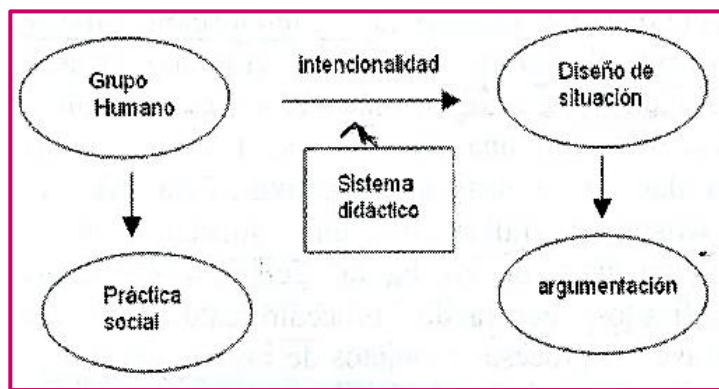 Grupo
Humano
intencionalidad
Diseño de
situación
Sistema
didáctico
Práctica
social
argumentación